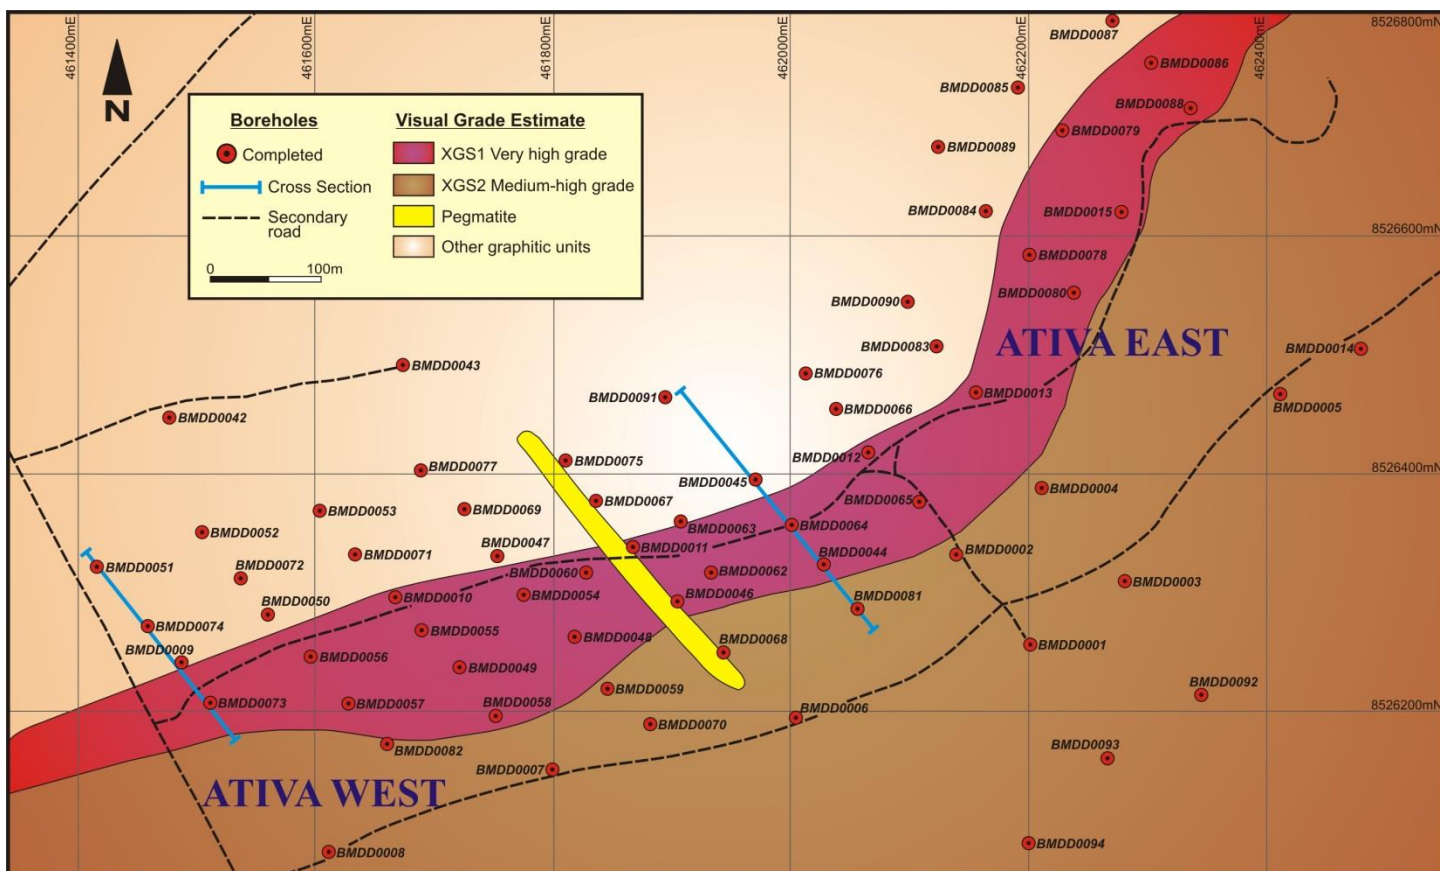 461400mE
461600mE
461800mE
462000mE
462200mE
462400mE
8526800mN
BMDD0087
BMDD0086
BMDD0085
BMDD0088
N
Boreholes
Completed
Cross Section
Secondary
road
0 100m
Visual Grade Estimate
XGS1 Very high grade
XGS2 Medium-high grade
Pegmatite
Other graphitic units
BMDD0079
BMDD0089
BMDD0084
BMDD0015
8526600mN
BMDD0078
BMDD0080
BMDD0090
BMDD0083
ATIVA EAST
BMDD0014
BMDD0043
BMDD0076
BMDD0013
BMDD0005
BMDD0091
BMDD0066
BMDD0042
BMDD0012
BMDD0075
BMDD0077
8526400mN
BMDD0045
BMDD0004
BMDD0067
BMDD0065
BMDD0053
BMDD0069
BMDD0063
BMDD0064
BMDD0052
BMDD0011
BMDD0044
BMDD0002
BMDD0071
BMDD0047
BMDD0051
BMDD0072
BMDD0060
BMDD0062
BMDD0003
BMDD0010
BMDD0054
BMDD0046
BMDD0081
BMDD0050
BMDD0074
BMDD0055
BMDD0048
BMDD0068
BMDD0001
BMDD0009
BMDD0056
BMDD0049
BMDD0059
BMDD0092
BMDD0073
BMDD0057
BMDD0058
BMDD0006
8526200mN
BMDD0070
BMDD0082
BMDD0093
BMDD0007
ATIVA WEST
BMDD0094
BMDD0008